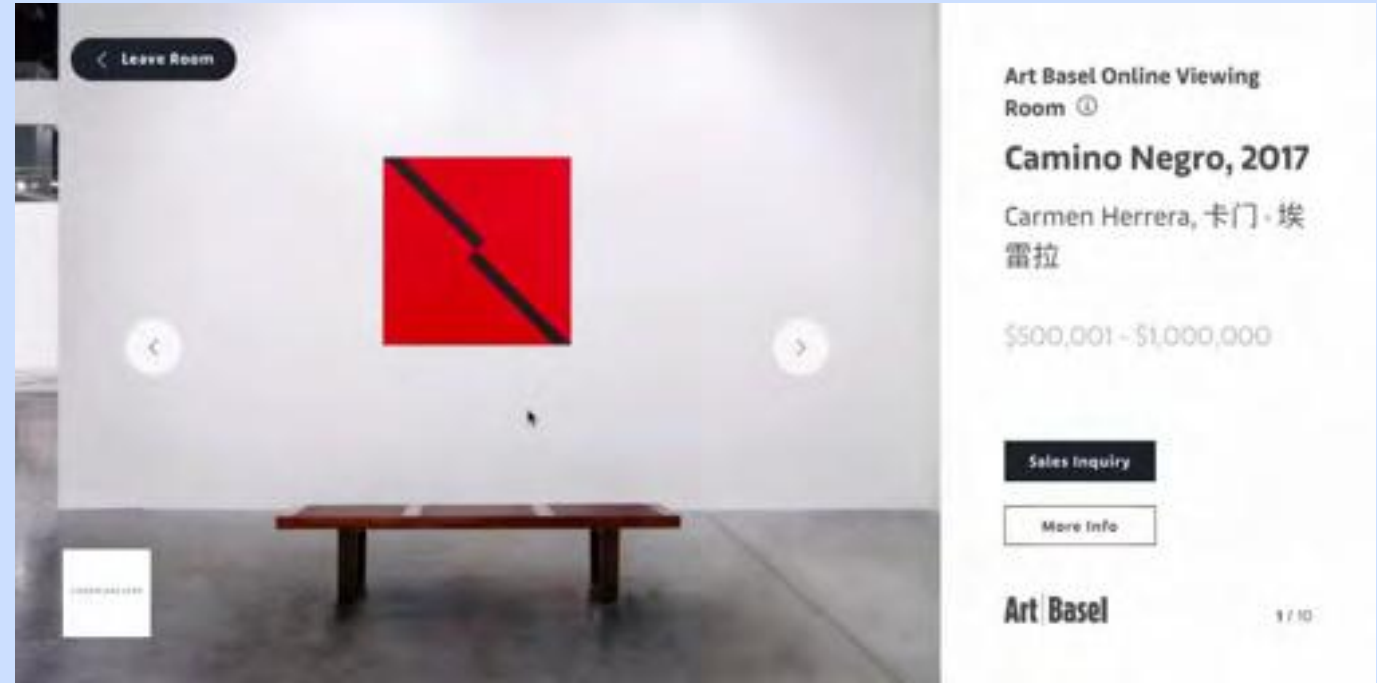 Leave Room
Art Basel Online Viewing
Room ⓘ
Camino Negro, 2017
Carmen Herrera, 卡门 · 埃
雷拉
$500,001 - $1,000,000
Sales Inquiry
More Info
Art Basel
1 / 10